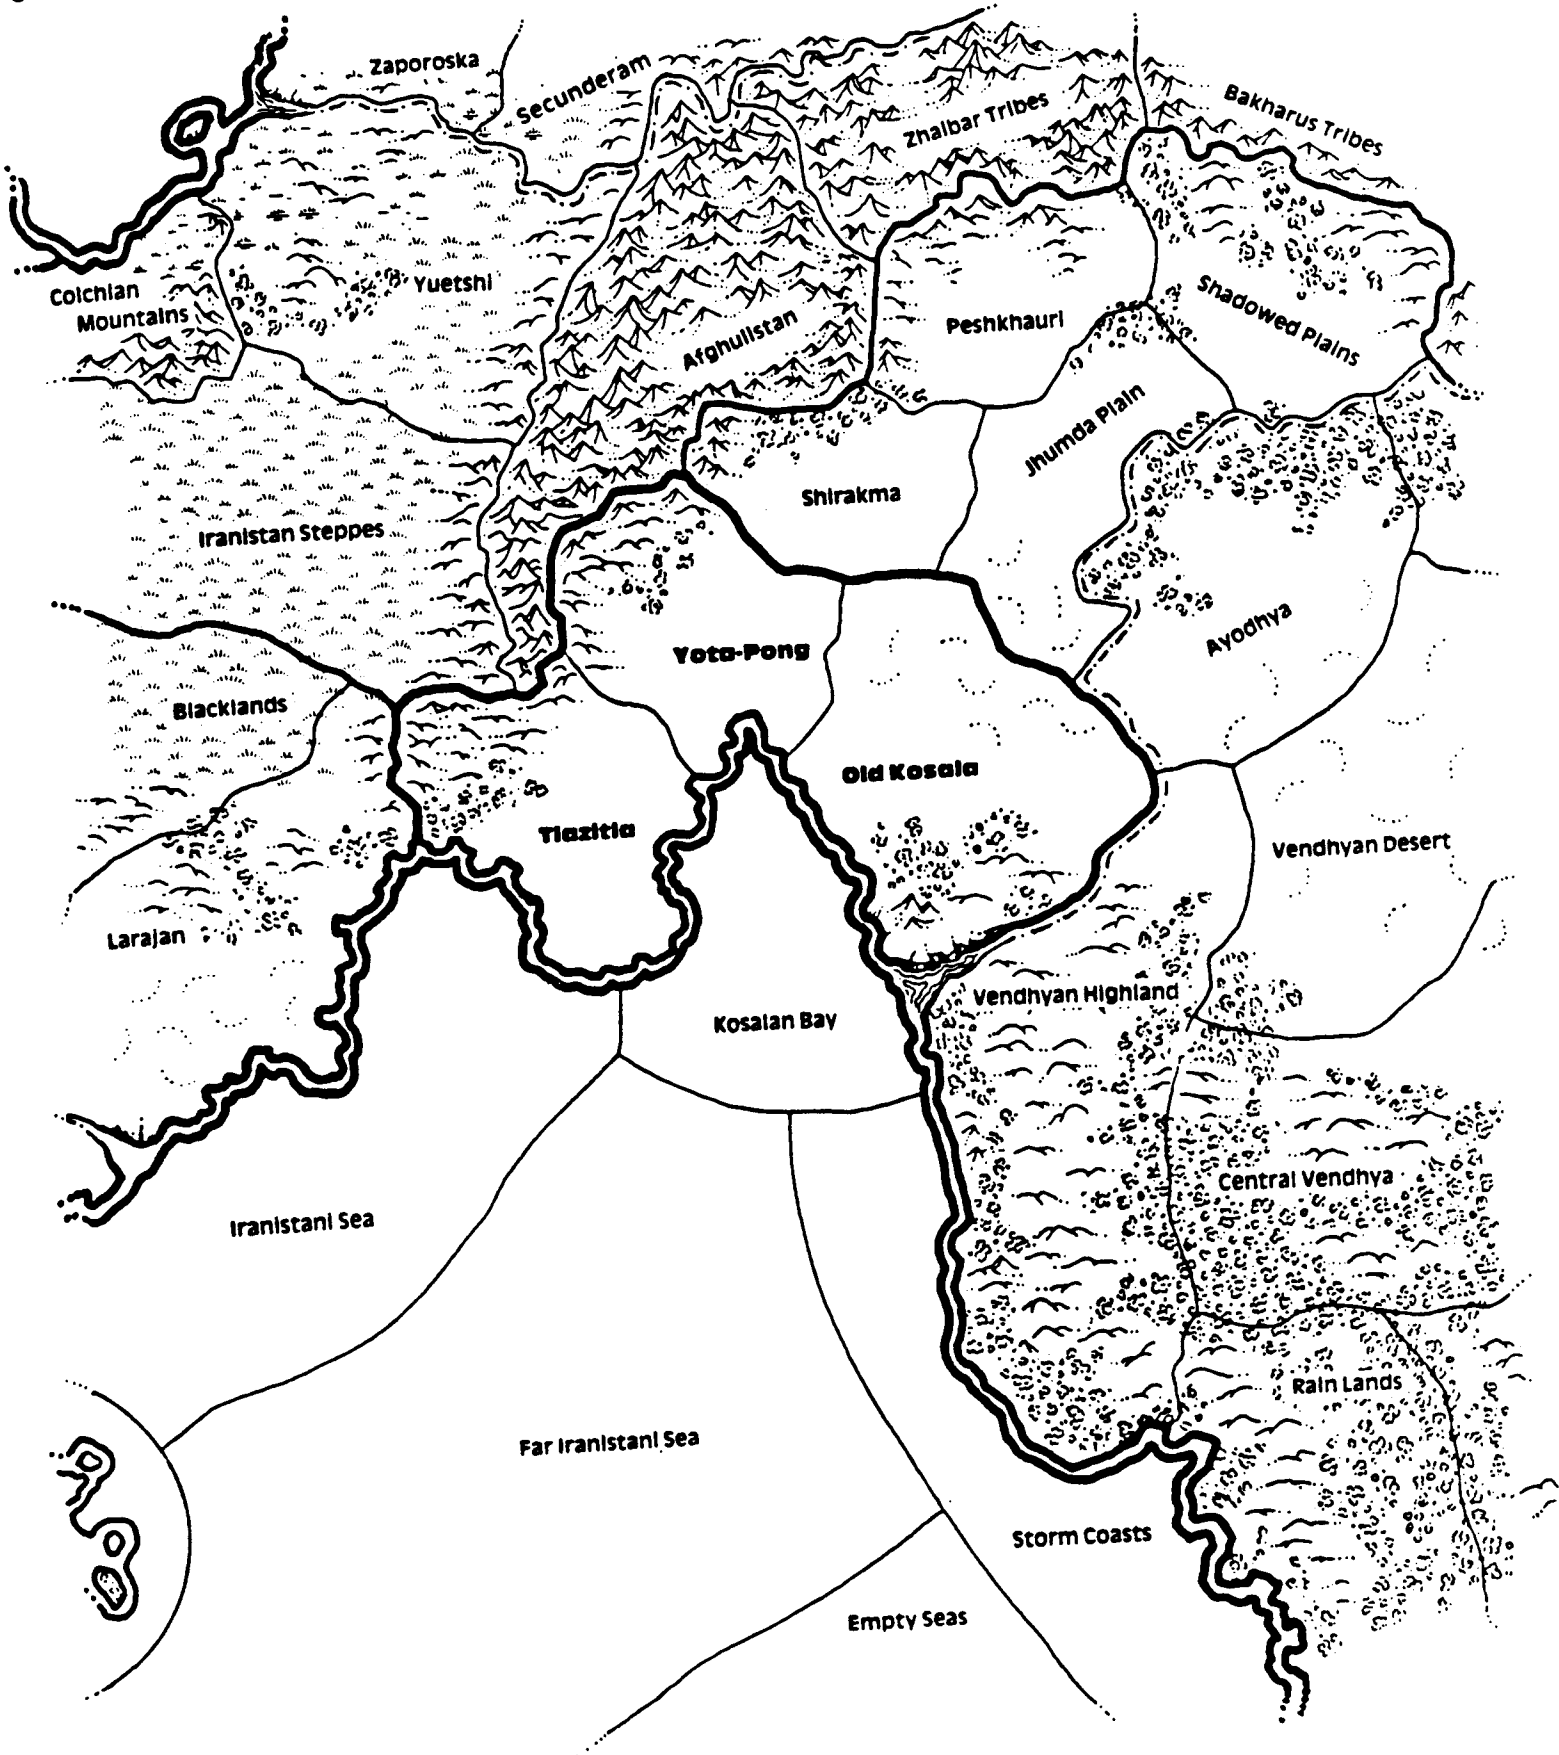 Zaporoska
Secunderam
Zhaibar Tribes
Bakharus Tribes
Colchian
Mountains
Yuetshi
Afghulistan
Peshkhauri
Shadowed Plains
Jhumda Plain
Shirakma
Iranistan Steppes
Ayodhya
Yota-Pong
Blacklands
Old Kosala
Tlazitla
Vendhyan Desert
Larajan
Vendhyan Highland
Kosalan Bay
Central Vendhya
Iranistani Sea
Rain Lands
Far Iranistani Sea
Storm Coasts
Empty Seas